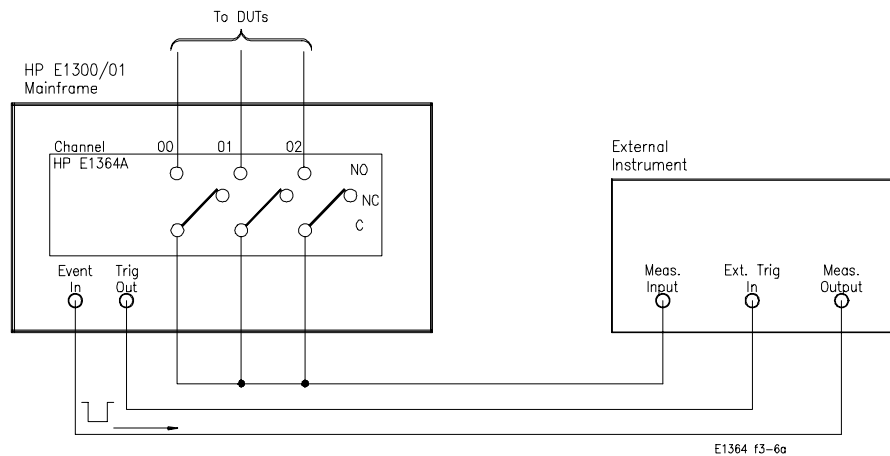 To DUTs
HP E1300/01
Mainframe
Channel 00 01 02
HP E1364A
NO
NC
C
External
Instrument
Event
In
Trig
Out
Meas.
Input
Ext. Trig
In
Meas.
Output
E1364 f3-6a